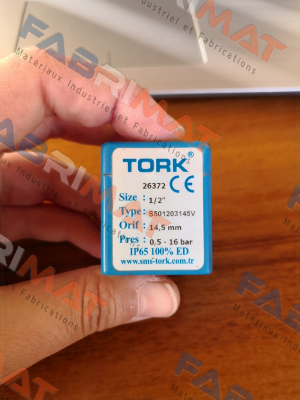 TORK®
26372 CE
Size : 1/2"
Type : S501203145V
Orif : 14,5 mm
Pres : 0,5 - 16 bar
IP65 100% ED
www.sms-tork.com.tr
FABRIMAT
Materiaux Industriel et Fabrications